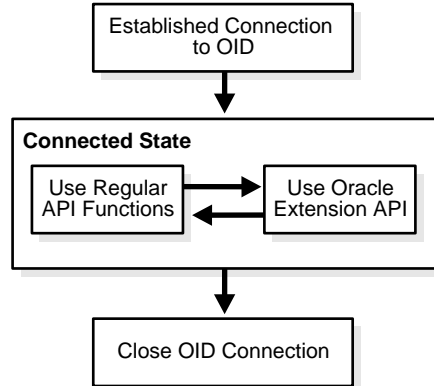 Established Connection
to OID
Connected State
Use Regular
API Functions
Use Oracle
Extension API
Close OID Connection